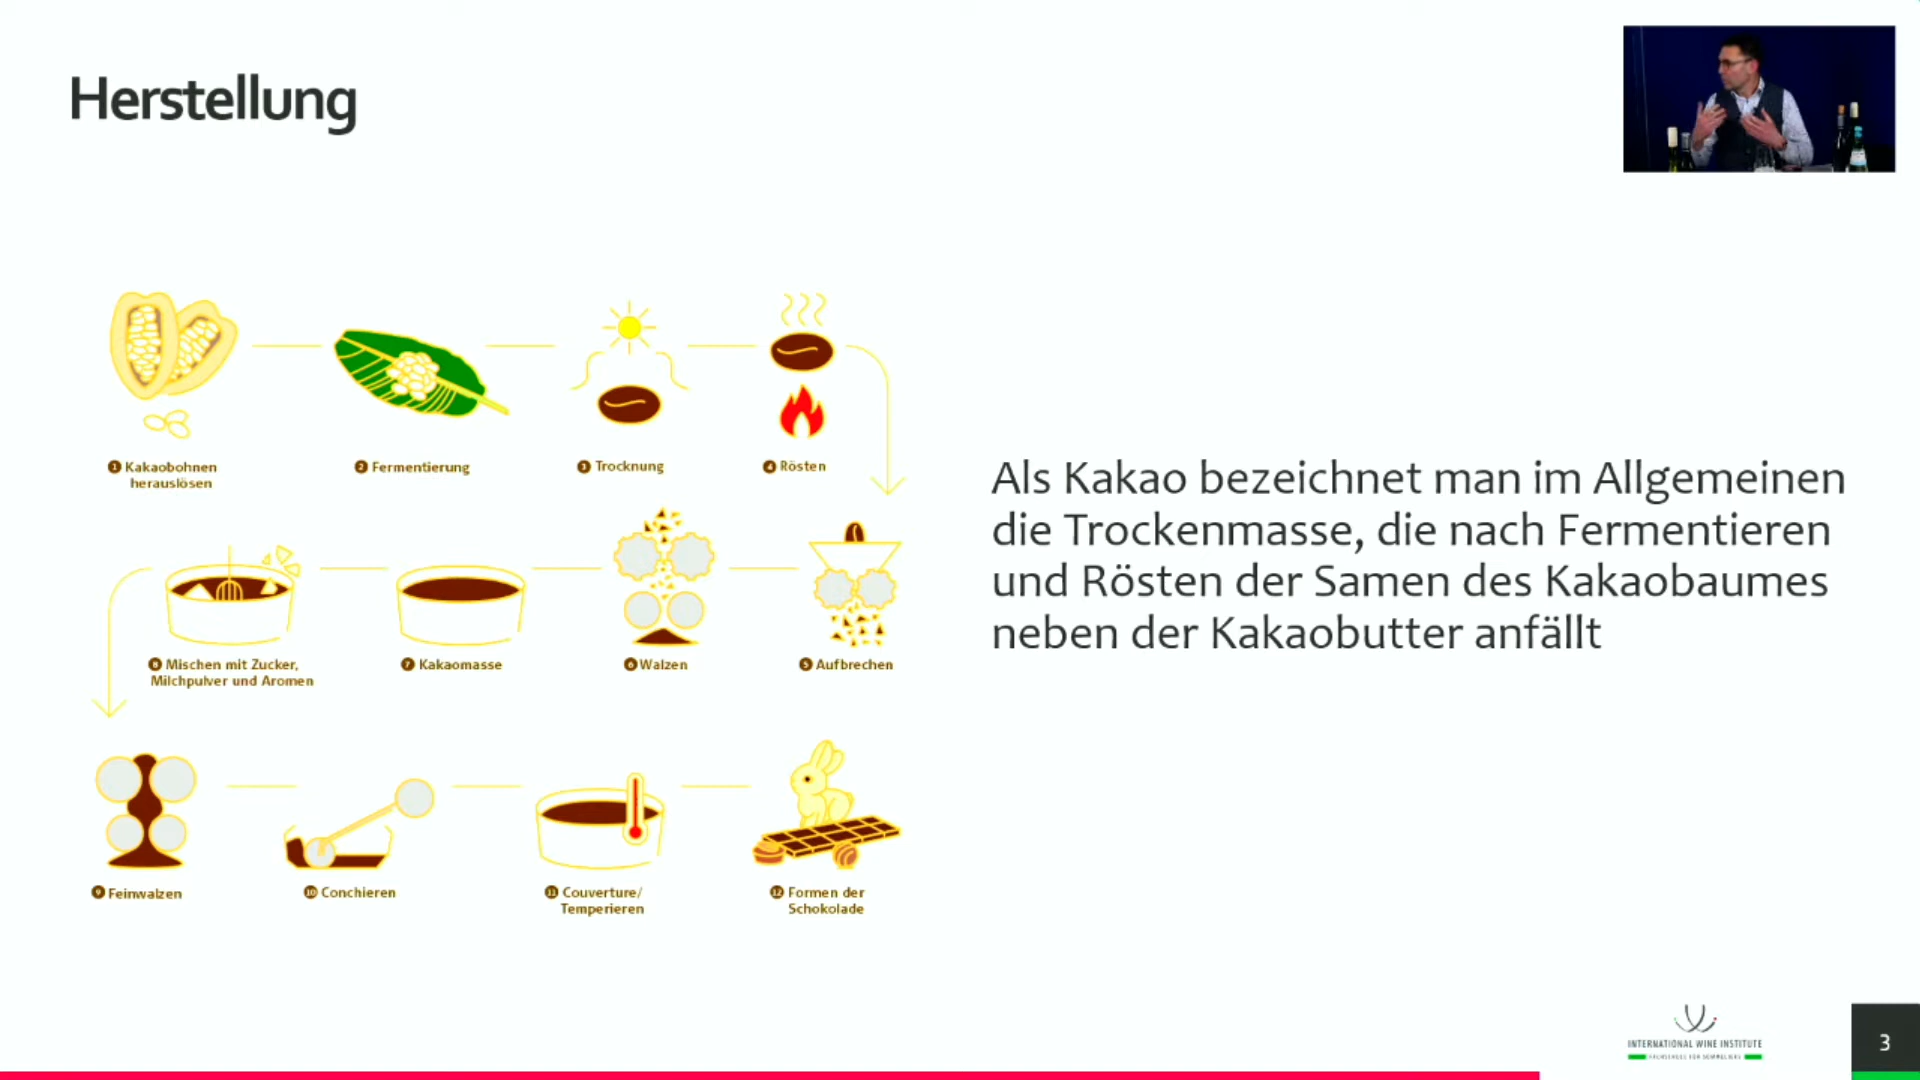 Herstellung
1 Kakaobohnen
herauslösen
2 Fermentierung
3 Trocknung
4 Rösten
8 Mischen mit Zucker,
Milchpulver und Aromen
7 Kakaomasse
6 Walzen
5 Aufbrechen
9 Feinwalzen
10 Conchieren
11 Couverture/
Temperieren
12 Formen der
Schokolade
Als Kakao bezeichnet man im Allgemeinen
die Trockenmasse, die nach Fermentieren
und Rösten der Samen des Kakaobaumes
neben der Kakaobutter anfällt
INTERNATIONAL WINE INSTITUTE
FACHSCHULE FÜR SOMMELIERS
3